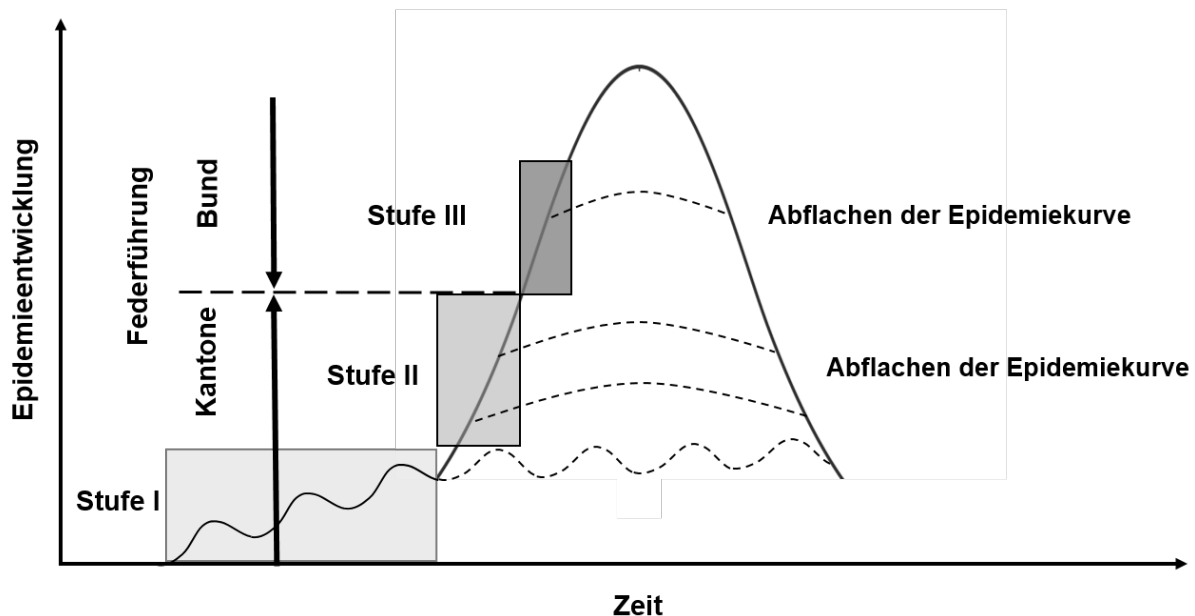 Epidemieentwicklung
Federführung
Bund
Kantone
Stufe III
Abflachen der Epidemiekurve
Stufe II
Abflachen der Epidemiekurve
Stufe I
Zeit